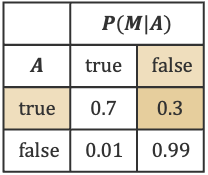 P(M|A)
A true false
true 0.7 0.3
false 0.01 0.99